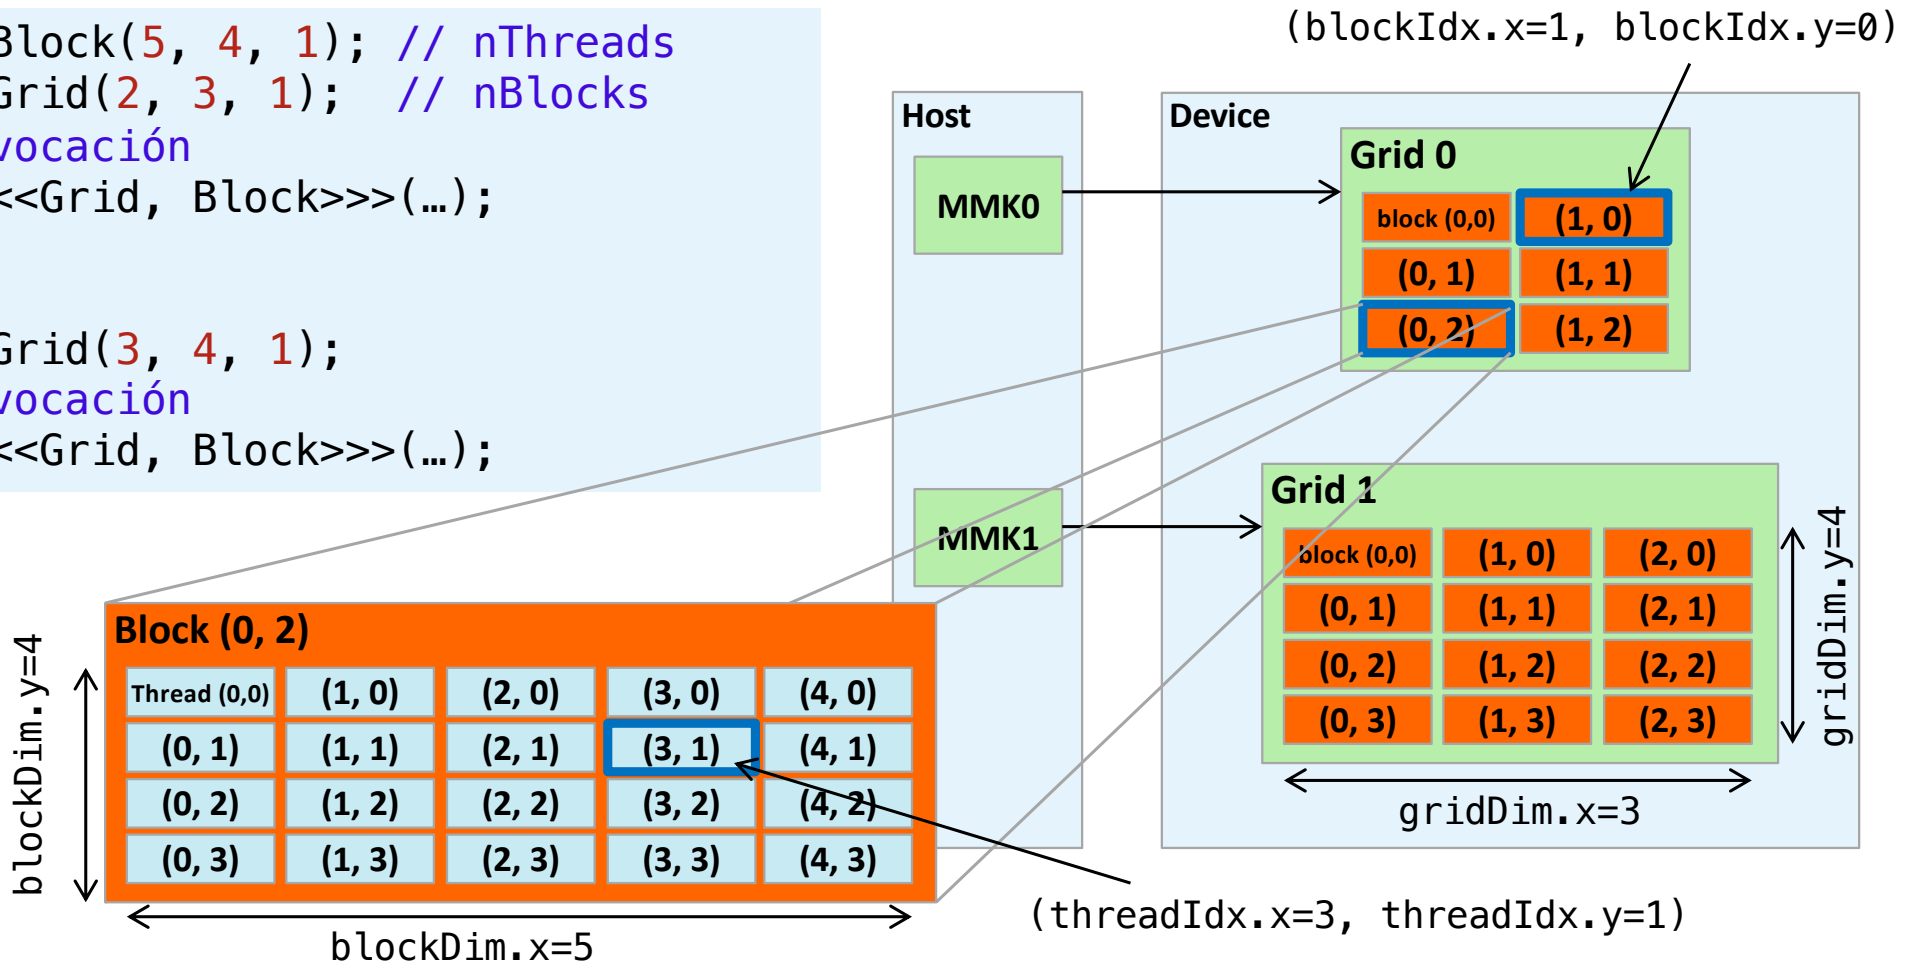 Block(5, 4, 1); // nThreads
Grid(2, 3, 1);  // nBlocks
vocación
<<Grid, Block>>>(…);
Grid(3, 4, 1);
vocación
<<Grid, Block>>>(…);
(blockIdx.x=1, blockIdx.y=0)
Host
Device
MMK0
Grid 0
block (0,0) (1, 0)
(0, 1) (1, 1)
(0, 2) (1, 2)
MMK1
Grid 1
block (0,0) (1, 0) (2, 0)
(0, 1) (1, 1) (2, 1)
(0, 2) (1, 2) (2, 2)
(0, 3) (1, 3) (2, 3)
gridDim.y=4
gridDim.x=3
Block (0, 2)
Thread (0,0) (1, 0) (2, 0) (3, 0) (4, 0)
(0, 1) (1, 1) (2, 1) (3, 1) (4, 1)
(0, 2) (1, 2) (2, 2) (3, 2) (4, 2)
(0, 3) (1, 3) (2, 3) (3, 3) (4, 3)
blockDim.y=4
blockDim.x=5
(threadIdx.x=3, threadIdx.y=1)